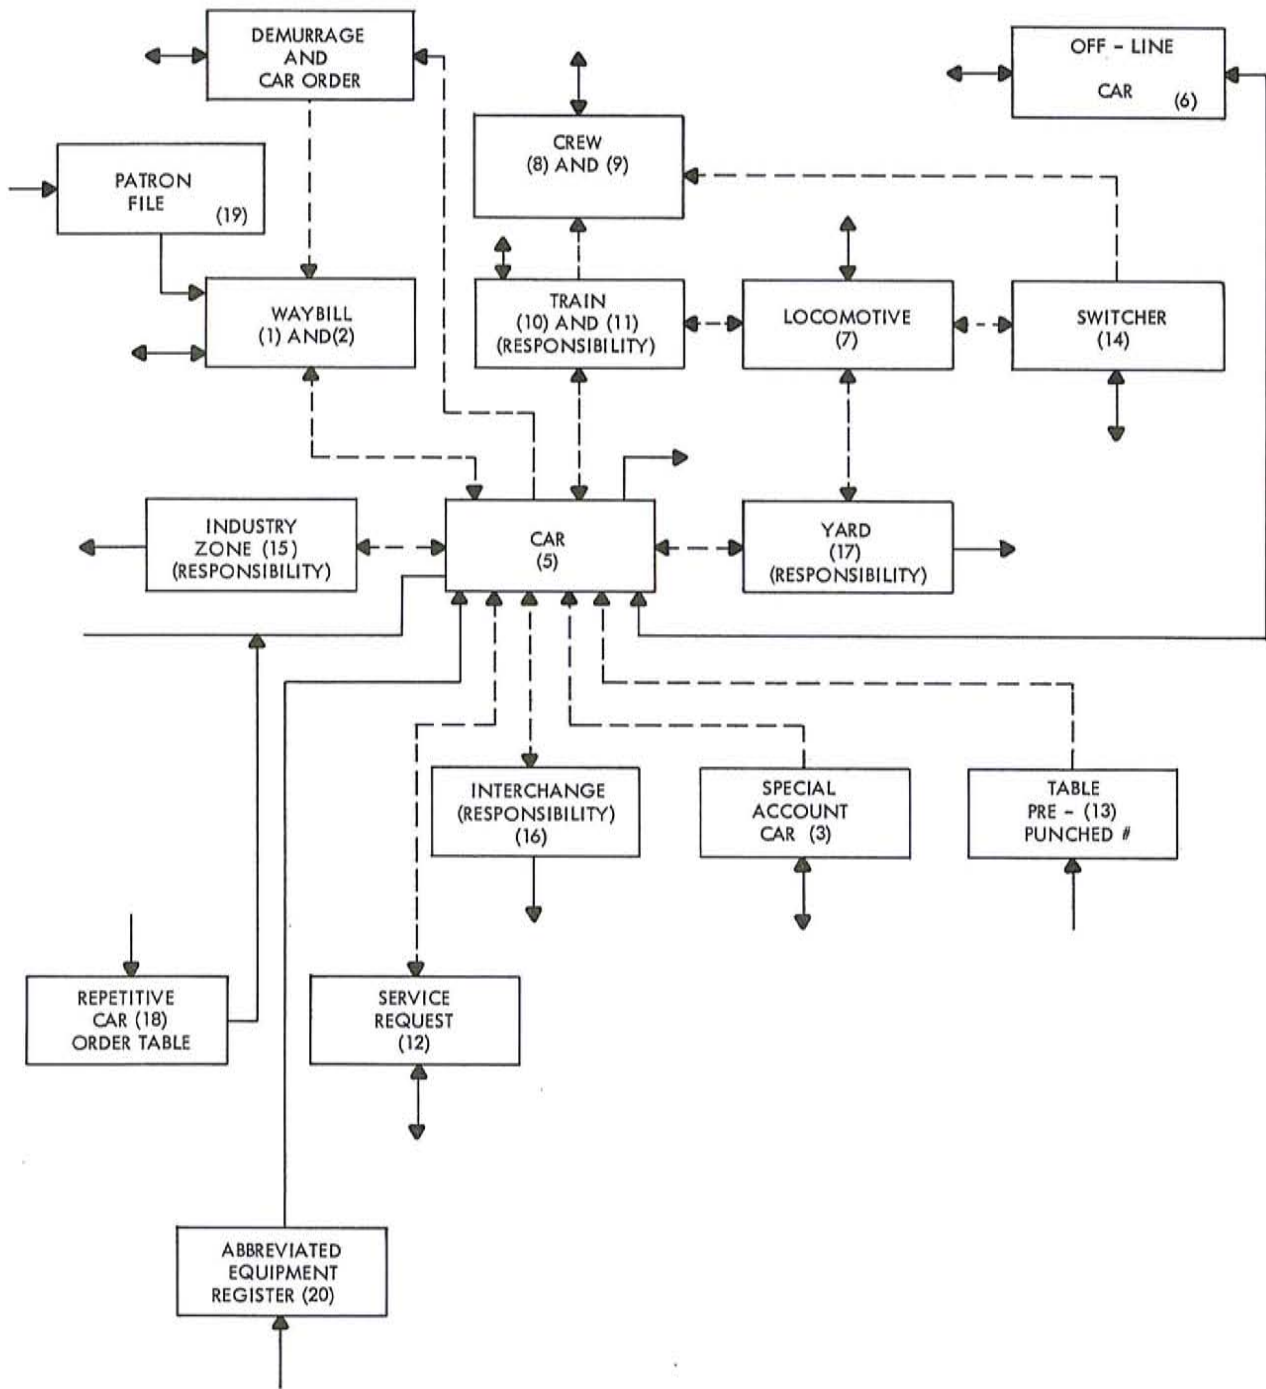 DEMURRAGE
AND
CAR ORDER
OFF - LINE
CAR (6)
CREW
(8) AND (9)
PATRON
FILE
(19)
WAYBILL
(1) AND(2)
TRAIN
(10) AND (11)
(RESPONSIBILITY)
LOCOMOTIVE
(7)
SWITCHER
(14)
INDUSTRY
ZONE (15)
(RESPONSIBILITY)
CAR
(5)
YARD
(17)
(RESPONSIBILITY)
INTERCHANGE
(RESPONSIBILITY)
(16)
SPECIAL
ACCOUNT
CAR (3)
TABLE
PRE - (13)
PUNCHED #
REPETITIVE
CAR (18)
ORDER TABLE
SERVICE
REQUEST
(12)
ABBREVIATED
EQUIPMENT
REGISTER (20)